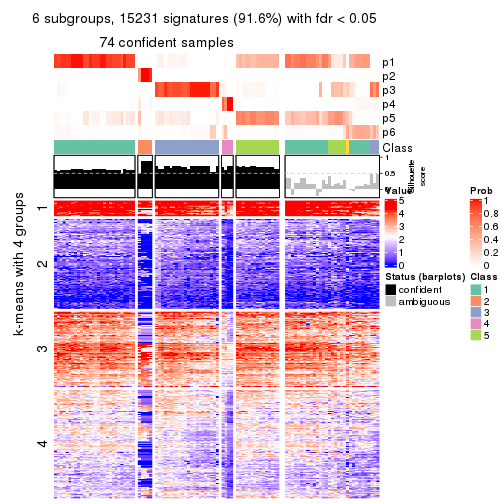 6 subgroups, 15231 signatures (91.6%) with fdr < 0.05
74 confident samples
p1
p2
p3
p4
p5
p6
Class
1
0.5
0
Silhouette
score
k-means with 4 groups
1
2
3
4
Value
5
4
3
2
1
0
Prob
1
0.8
0.6
0.4
0.2
0
Status (barplots)
confident
ambiguous
Class
1
2
3
4
5